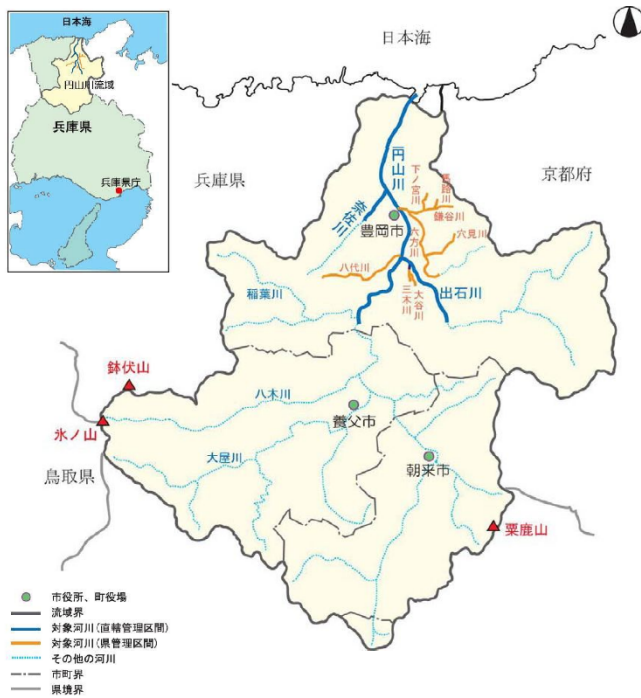 日本海
円山川流域
兵庫県
兵庫県庁
日本海
兵庫県
京都府
鳥取県
円山川
下ノ宮川
鎌谷川
奈佐川
豊岡市
六方川
穴見川
八代川
稲葉川
三木川
大谷川
出石川
鉢伏山
氷ノ山
八木川
養父市
大屋川
朝来市
粟鹿山
市役所、町役場
流域界
対象河川(直轄管理区間)
対象河川(県管理区間)
その他の河川
市町界
県境界